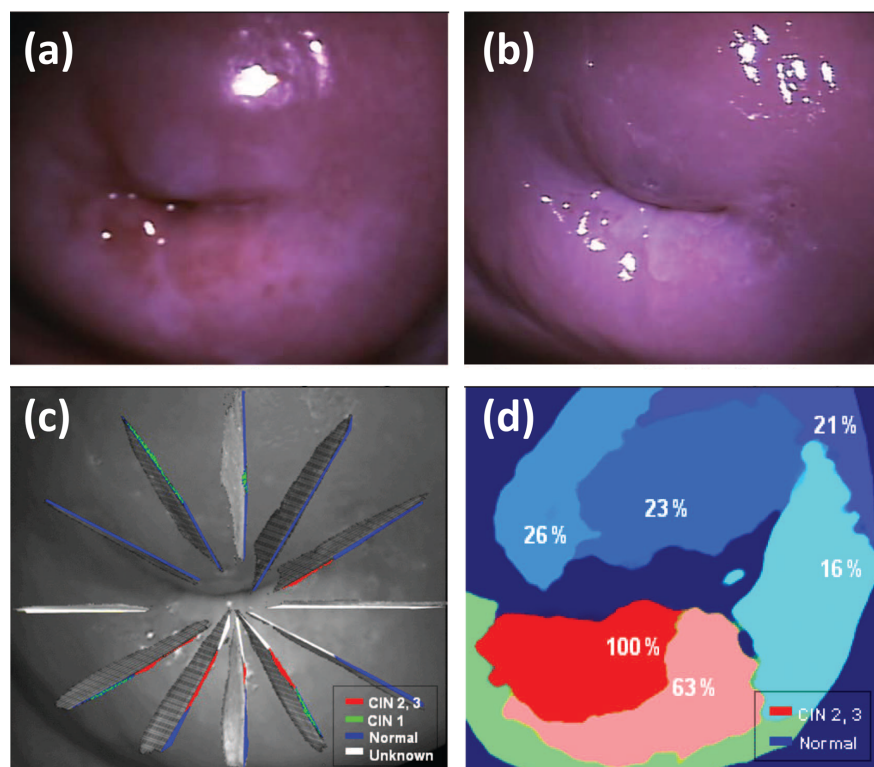 (a)
(b)
(c)
CIN 2, 3
CIN 1
Normal
Unknown
(d)
21 %
23 %
26 %
16 %
100 %
63 %
CIN 2, 3
Normal